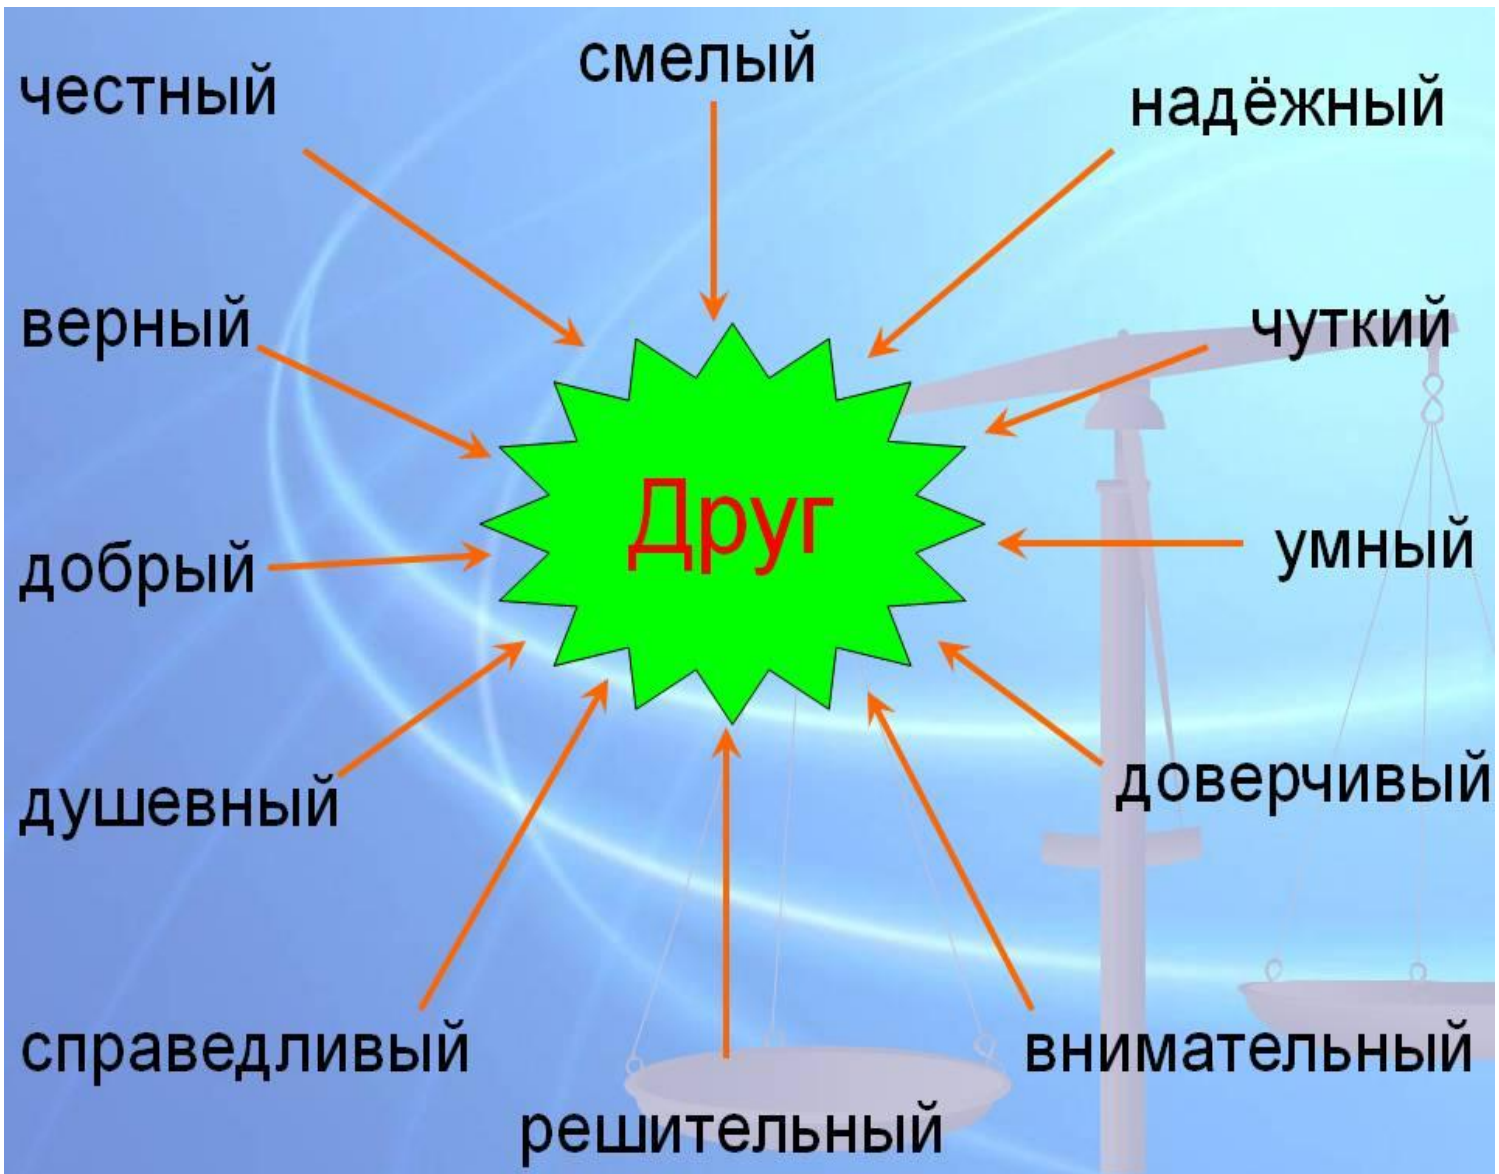 честный
смелый
надёжный
верный
чуткий
Друг
добрый
умный
душевный
доверчивый
справедливый
внимательный
решительный